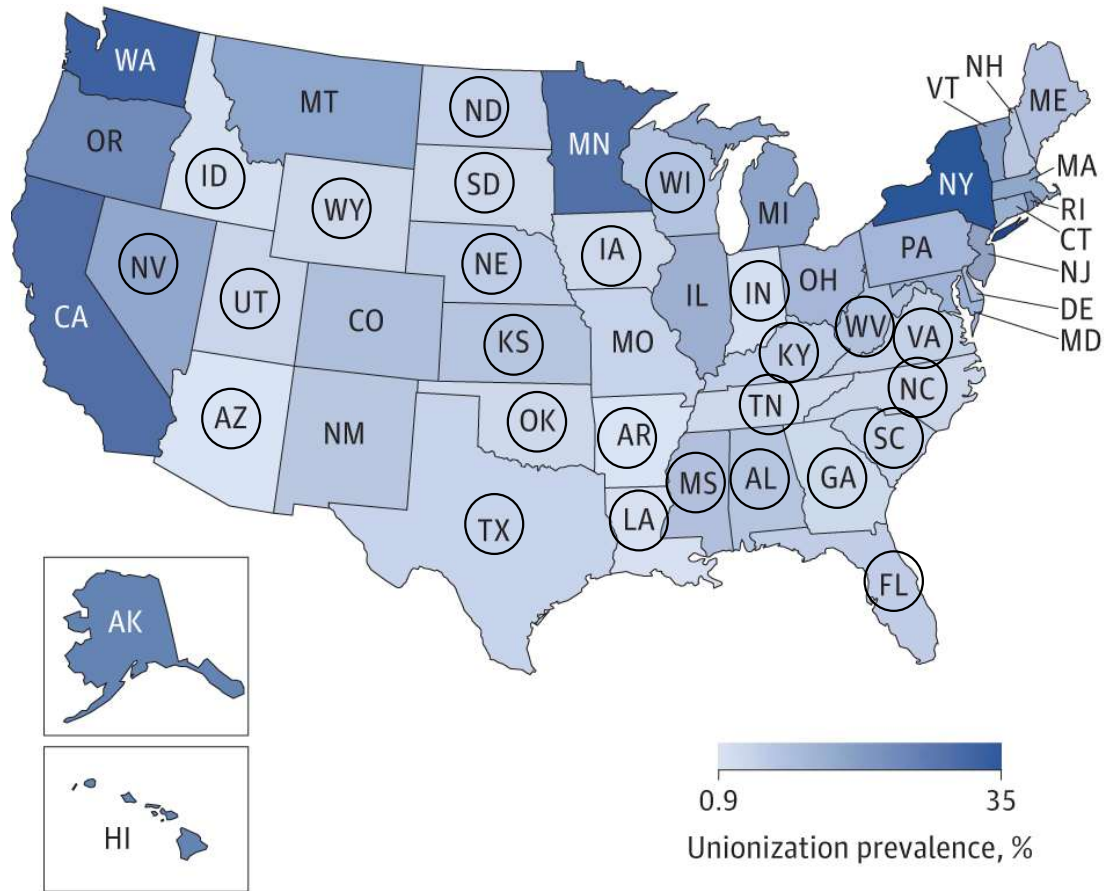 WA
NH
VT
ME
MT
ND
OR
MN
ID
SD
WI
NY
MA
WY
MI
RI
CT
IA
PA
NJ
NV
NE
OH
IL
IN
UT
DE
CA
CO
WV
MD
KS
MO
VA
KY
NC
TN
AZ
OK
NM
AR
SC
MS
AL
GA
LA
TX
FL
AK
HI
0.9 35
Unionization prevalence, %